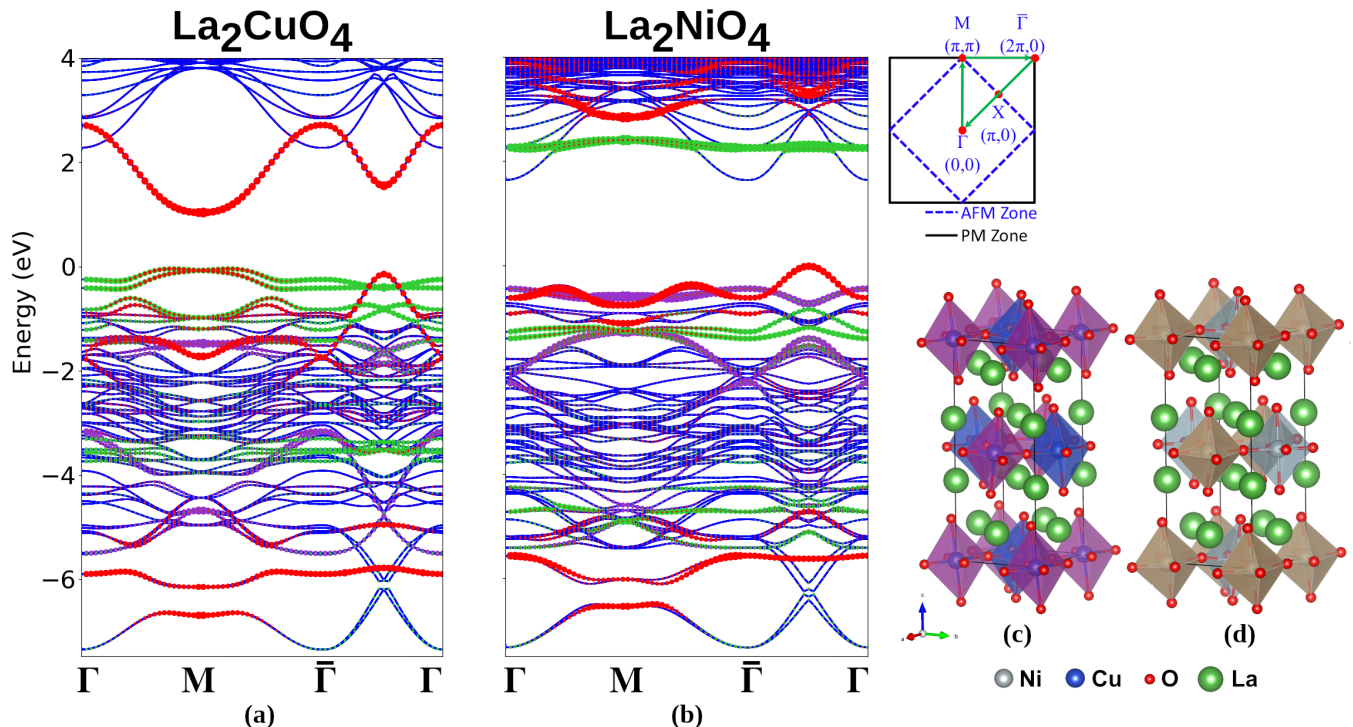 La₂CuO₄
La₂NiO₄
Energy (eV)
4
2
0
−2
−4
−6
Γ M Γ̄ Γ
(a)
Γ M Γ̄ Γ
(b)
M Γ̄
(π,π) (2π,0)
X
Γ (π,0)
(0,0)
AFM Zone
PM Zone
c
a b
(c) (d)
Ni Cu O La